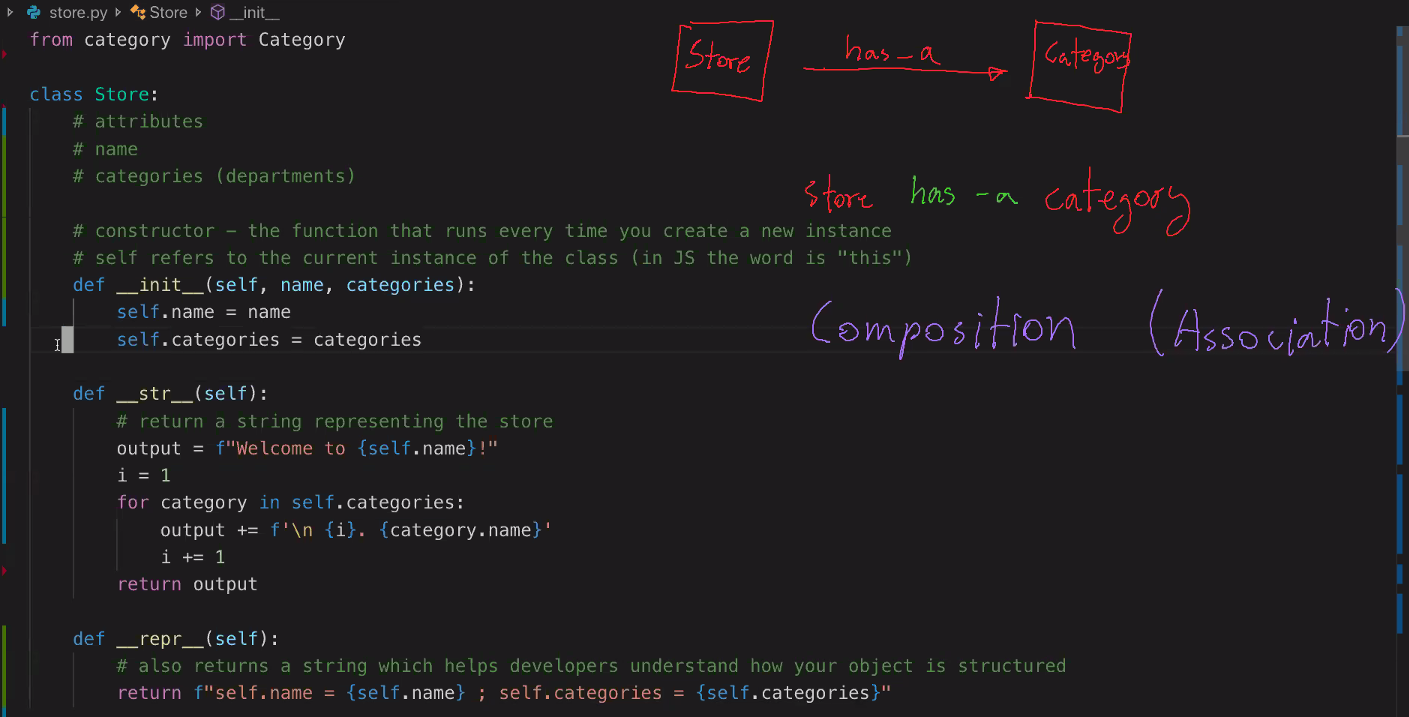 store.py Store __init__
from category import Category
Store has-a Category
class Store:
# attributes
# name
# categories (departments)
Store has-a category
# constructor – the function that runs every time you create a new instance
# self refers to the current instance of the class (in JS the word is "this")
def __init__(self, name, categories):
self.name = name
self.categories = categories
Composition (Association)
def __str__(self):
# return a string representing the store
output = f"Welcome to {self.name}!"
i = 1
for category in self.categories:
output += f'\n {i}. {category.name}'
i += 1
return output
def __repr__(self):
# also returns a string which helps developers understand how your object is structured
return f"self.name = {self.name} ; self.categories = {self.categories}"